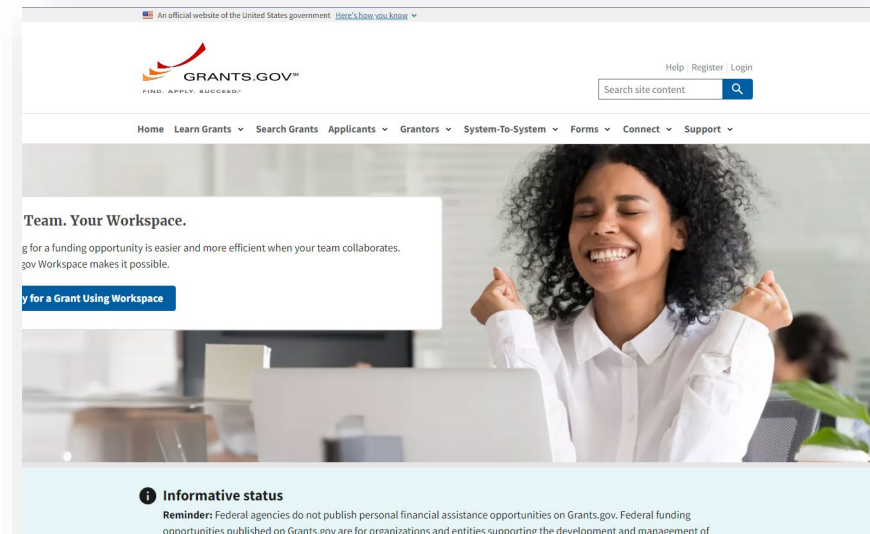 An official website of the United States government Here's how you know
GRANTS.GOV℠
FIND. APPLY. SUCCEED.℠
Help | Register | Login
Search site content
Home Learn Grants Search Grants Applicants Grantors System-To-System Forms Connect Support
Team. Your Workspace.
g for a funding opportunity is easier and more efficient when your team collaborates.
gov Workspace makes it possible.
y for a Grant Using Workspace
Informative status
Reminder: Federal agencies do not publish personal financial assistance opportunities on Grants.gov. Federal funding
opportunities published on Grants.gov are for organizations and entities supporting the development and management of